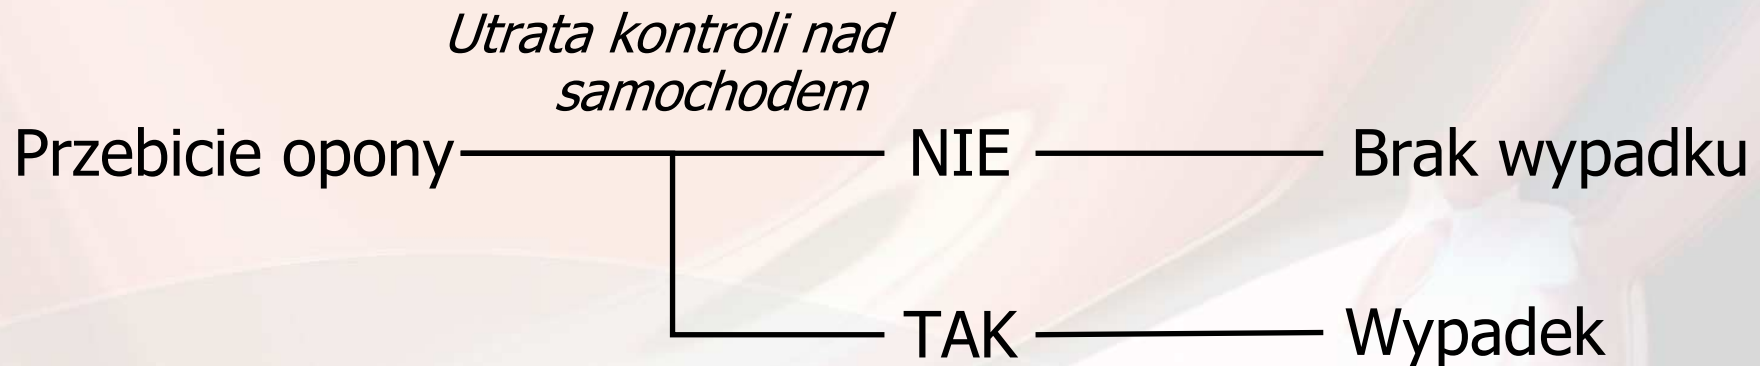 Utrata kontroli nad
samochodem
Przebicie opony NIE Brak wypadku
TAK Wypadek